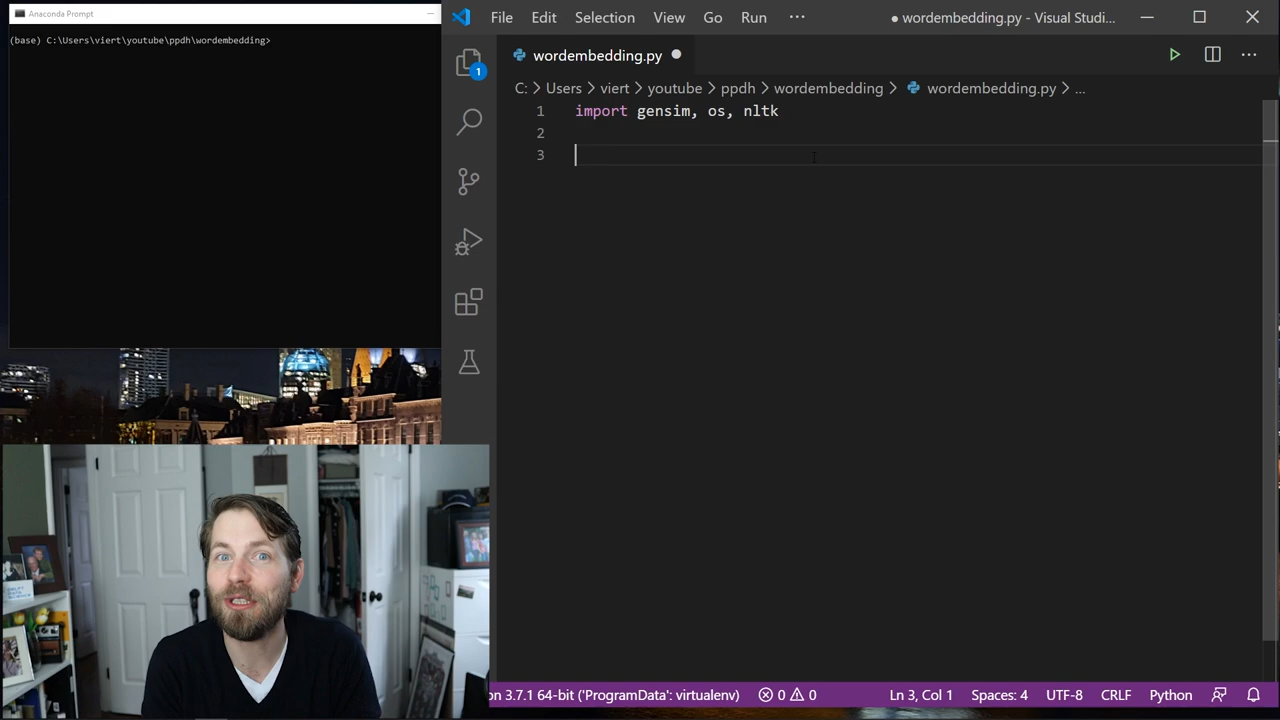 Anaconda Prompt
(base) C:\Users\viert\youtube\ppdh\wordembedding>
File Edit Selection View Go Run ··· ● wordembedding.py - Visual Studi...
1
wordembedding.py ●
C: > Users > viert > youtube > ppdh > wordembedding > wordembedding.py > ...
1 import gensim, os, nltk
2
3
n 3.7.1 64-bit ('ProgramData': virtualenv) 0 0 Ln 3, Col 1 Spaces: 4 UTF-8 CRLF Python